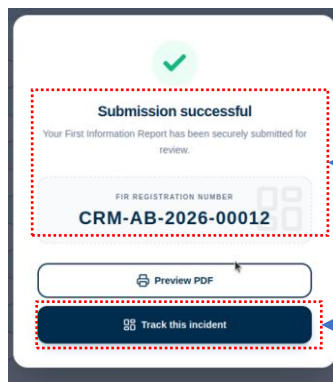 Submission successful
Your First Information Report has been securely submitted for
review.
FIR REGISTRATION NUMBER
CRM-AB-2026-00012
Preview PDF
Track this incident